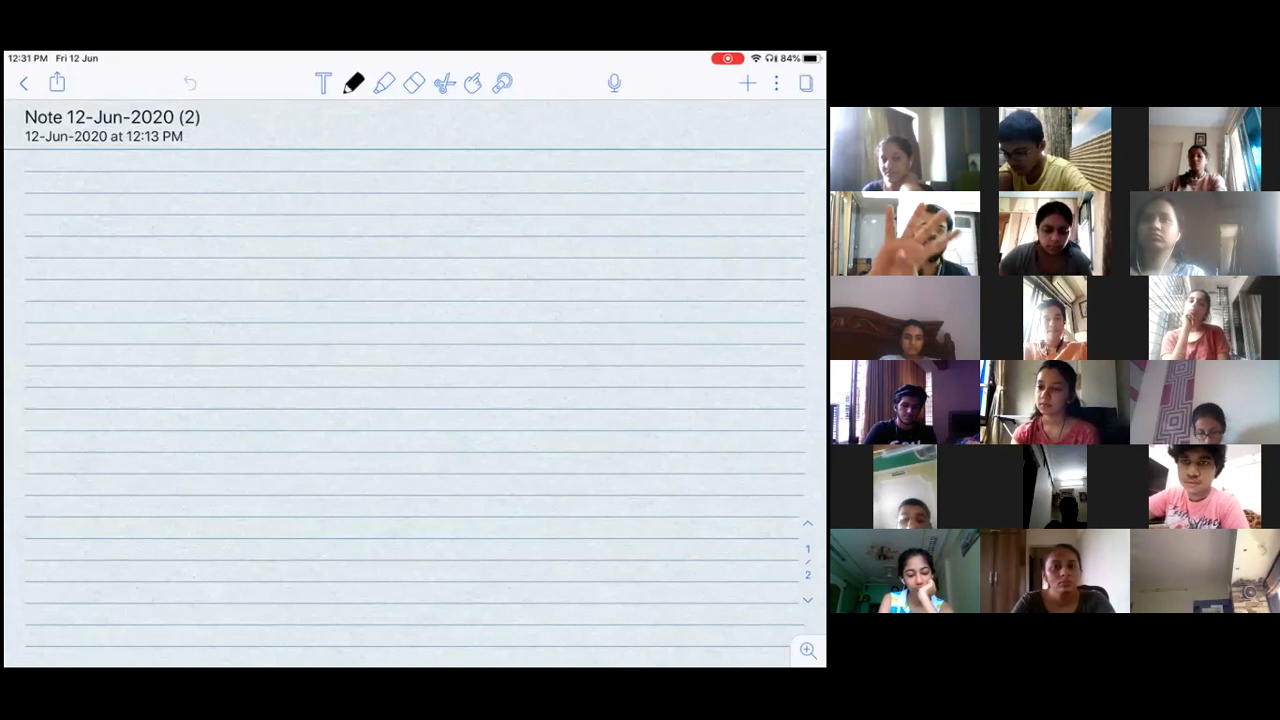 12:31 PM Fri 12 Jun
84%
T
Note 12-Jun-2020 (2)
12-Jun-2020 at 12:13 PM
1
/
2